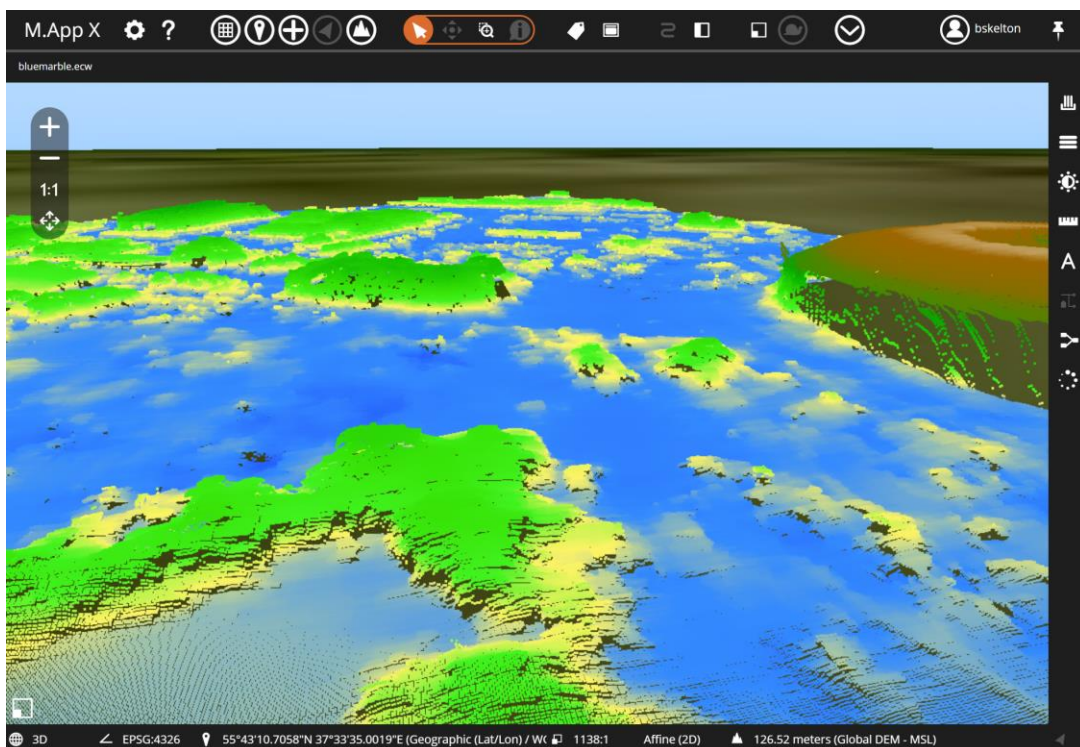 M.App X
bskelton
bluemarble.ecw
1:1
A
3D EPSG:4326 55°43'10.7058"N 37°33'35.0019"E (Geographic (Lat/Lon) / W 1138:1 Affine (2D) 126.52 meters (Global DEM - MSL)